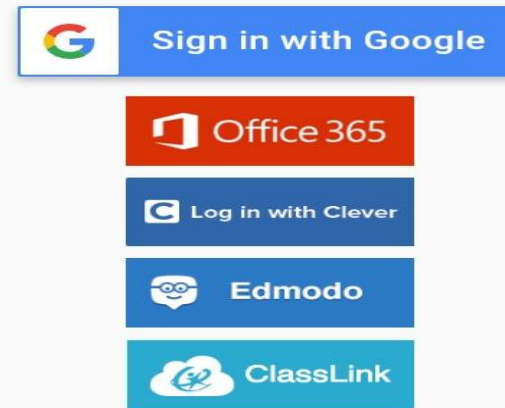 Sign in with Google
Office 365
Log in with Clever
Edmodo
ClassLink